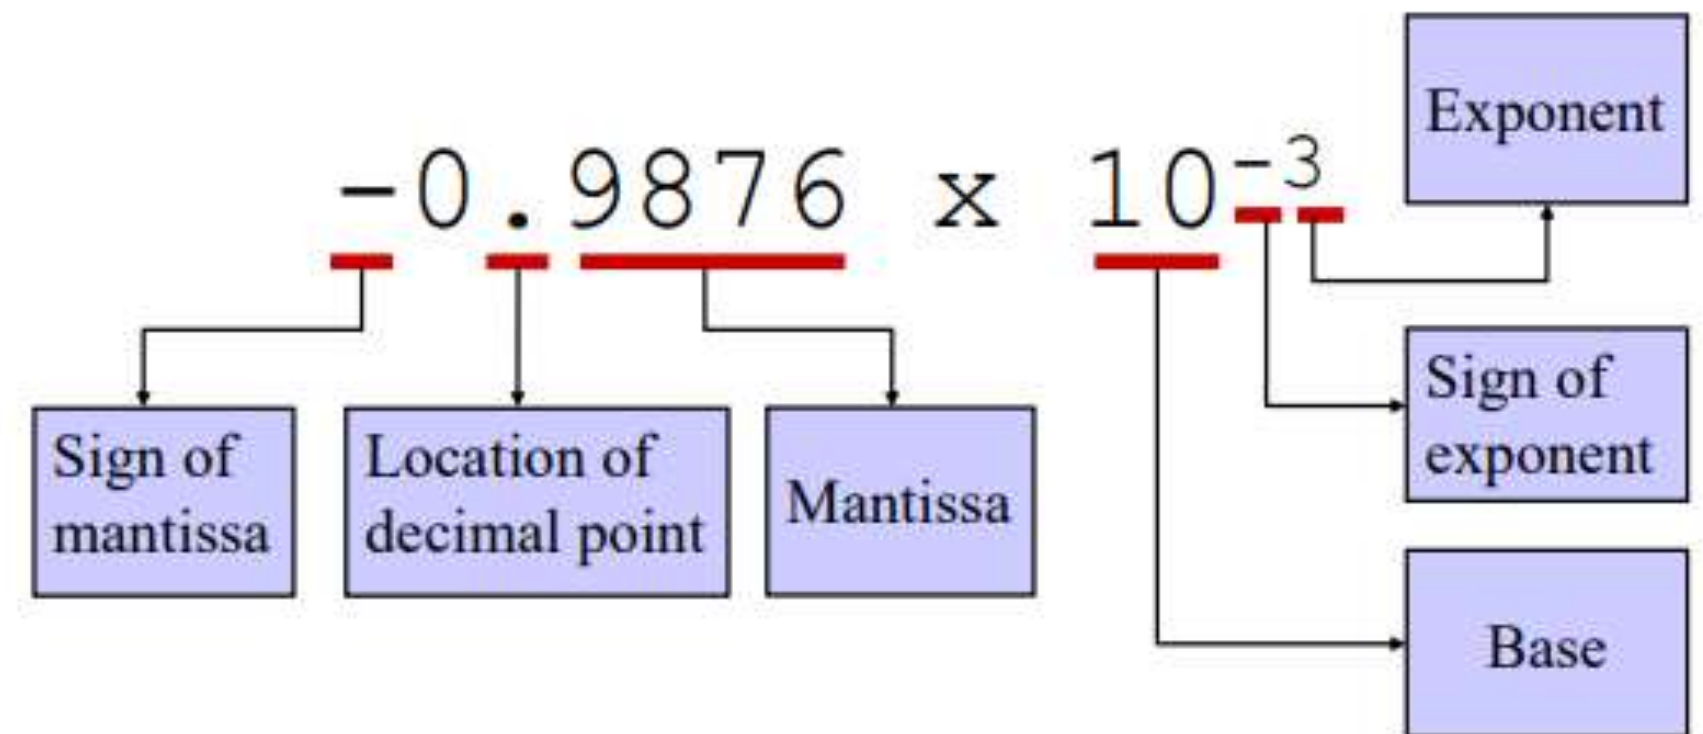 Exponent
-0.9876 x 10⁻³
Sign of
mantissa
Location of
decimal point
Mantissa
Sign of
exponent
Base